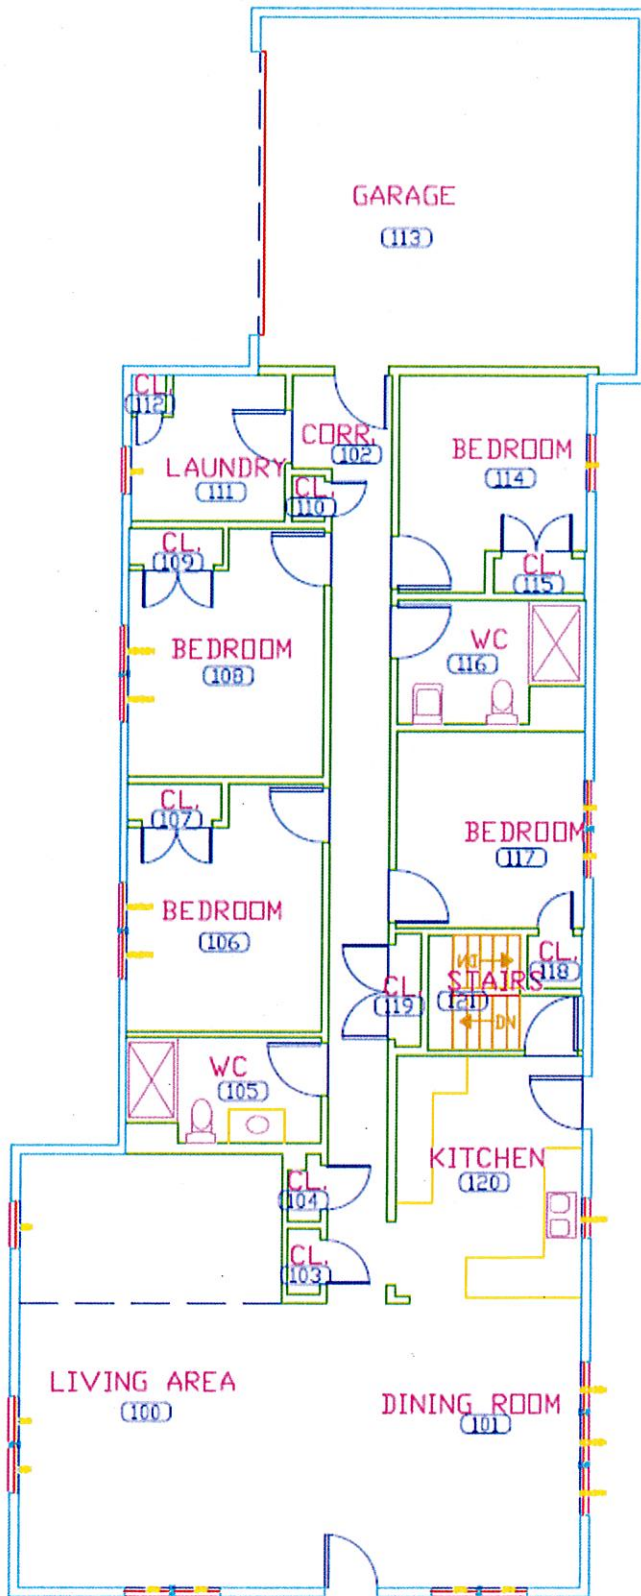 GARAGE
113
CL.
112
CORR.
102
BEDROOM
114
LAUNDRY
111
CL.
110
CL.
109
CL.
115
BEDROOM
108
WC
116
CL.
107
BEDROOM
117
BEDROOM
106
DN
CL.
118
STAIRS
121
CL.
119
DN
WC
105
KITCHEN
120
CL.
104
CL.
103
LIVING AREA
100
DINING ROOM
101